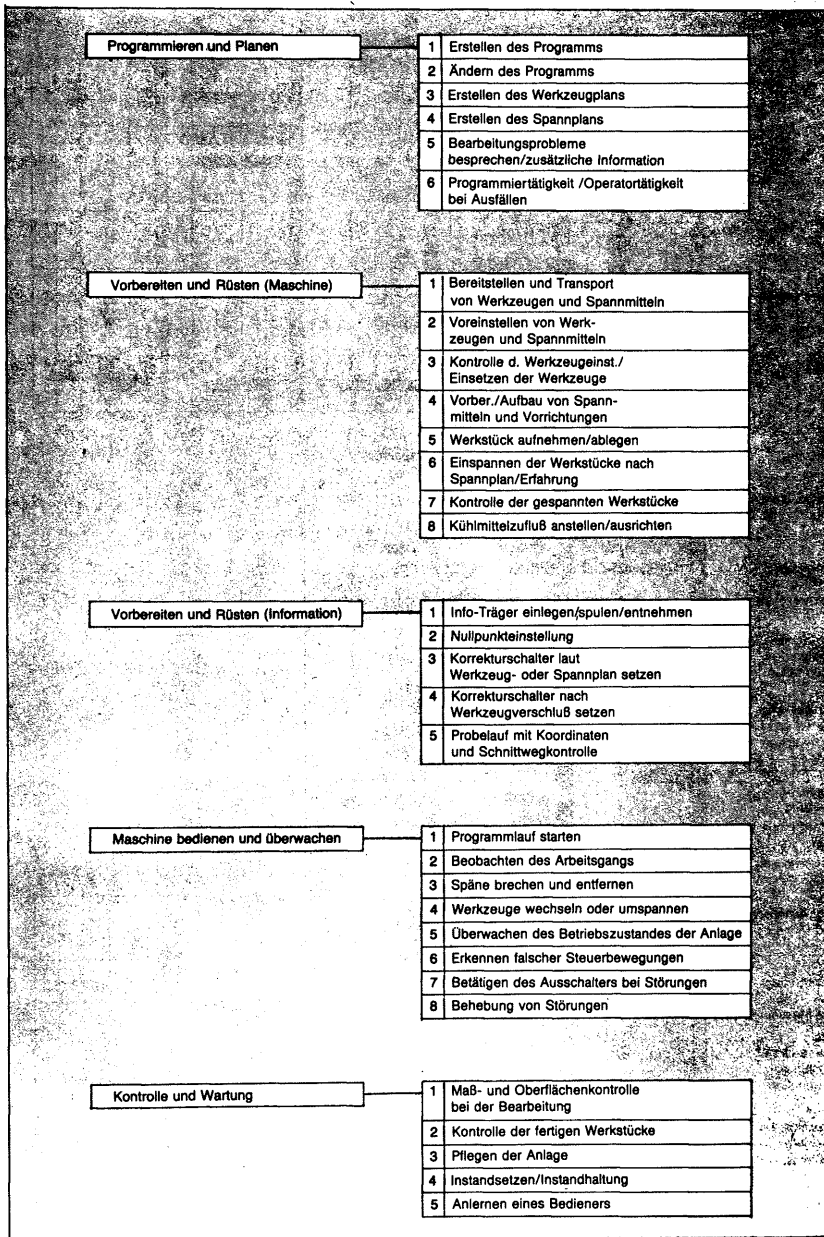 Programmieren und Planen
1 Erstellen des Programms
2 Ändern des Programms
3 Erstellen des Werkzeugplans
4 Erstellen des Spannplans
5 Bearbeitungsprobleme
besprechen/zusätzliche Information
6 Programmiertätigkeit /Operatortätigkeit
bei Ausfällen
Vorbereiten und Rüsten (Maschine)
1 Bereitstellen und Transport
von Werkzeugen und Spannmitteln
2 Voreinstellen von Werk-
zeugen und Spannmitteln
3 Kontrolle d. Werkzeugeinst./
Einsetzen der Werkzeuge
4 Vorber./Aufbau von Spann-
mitteln und Vorrichtungen
5 Werkstück aufnehmen/ablegen
6 Einspannen der Werkstücke nach
Spannplan/Erfahrung
7 Kontrolle der gespannten Werkstücke
8 Kühlmittelzufluß anstellen/ausrichten
Vorbereiten und Rüsten (Information)
1 Info-Träger einlegen/spulen/entnehmen
2 Nullpunkteinstellung
3 Korrekturschalter laut
Werkzeug- oder Spannplan setzen
4 Korrekturschalter nach
Werkzeugverschluß setzen
5 Probelauf mit Koordinaten
und Schnittwegkontrolle
Maschine bedienen und überwachen
1 Programmlauf starten
2 Beobachten des Arbeitsgangs
3 Späne brechen und entfernen
4 Werkzeuge wechseln oder umspannen
5 Überwachen des Betriebszustandes der Anlage
6 Erkennen falscher Steuerbewegungen
7 Betätigen des Ausschalters bei Störungen
8 Behebung von Störungen
Kontrolle und Wartung
1 Maß- und Oberflächenkontrolle
bei der Bearbeitung
2 Kontrolle der fertigen Werkstücke
3 Pflegen der Anlage
4 Instandsetzen/Instandhaltung
5 Anlernen eines Bedieners